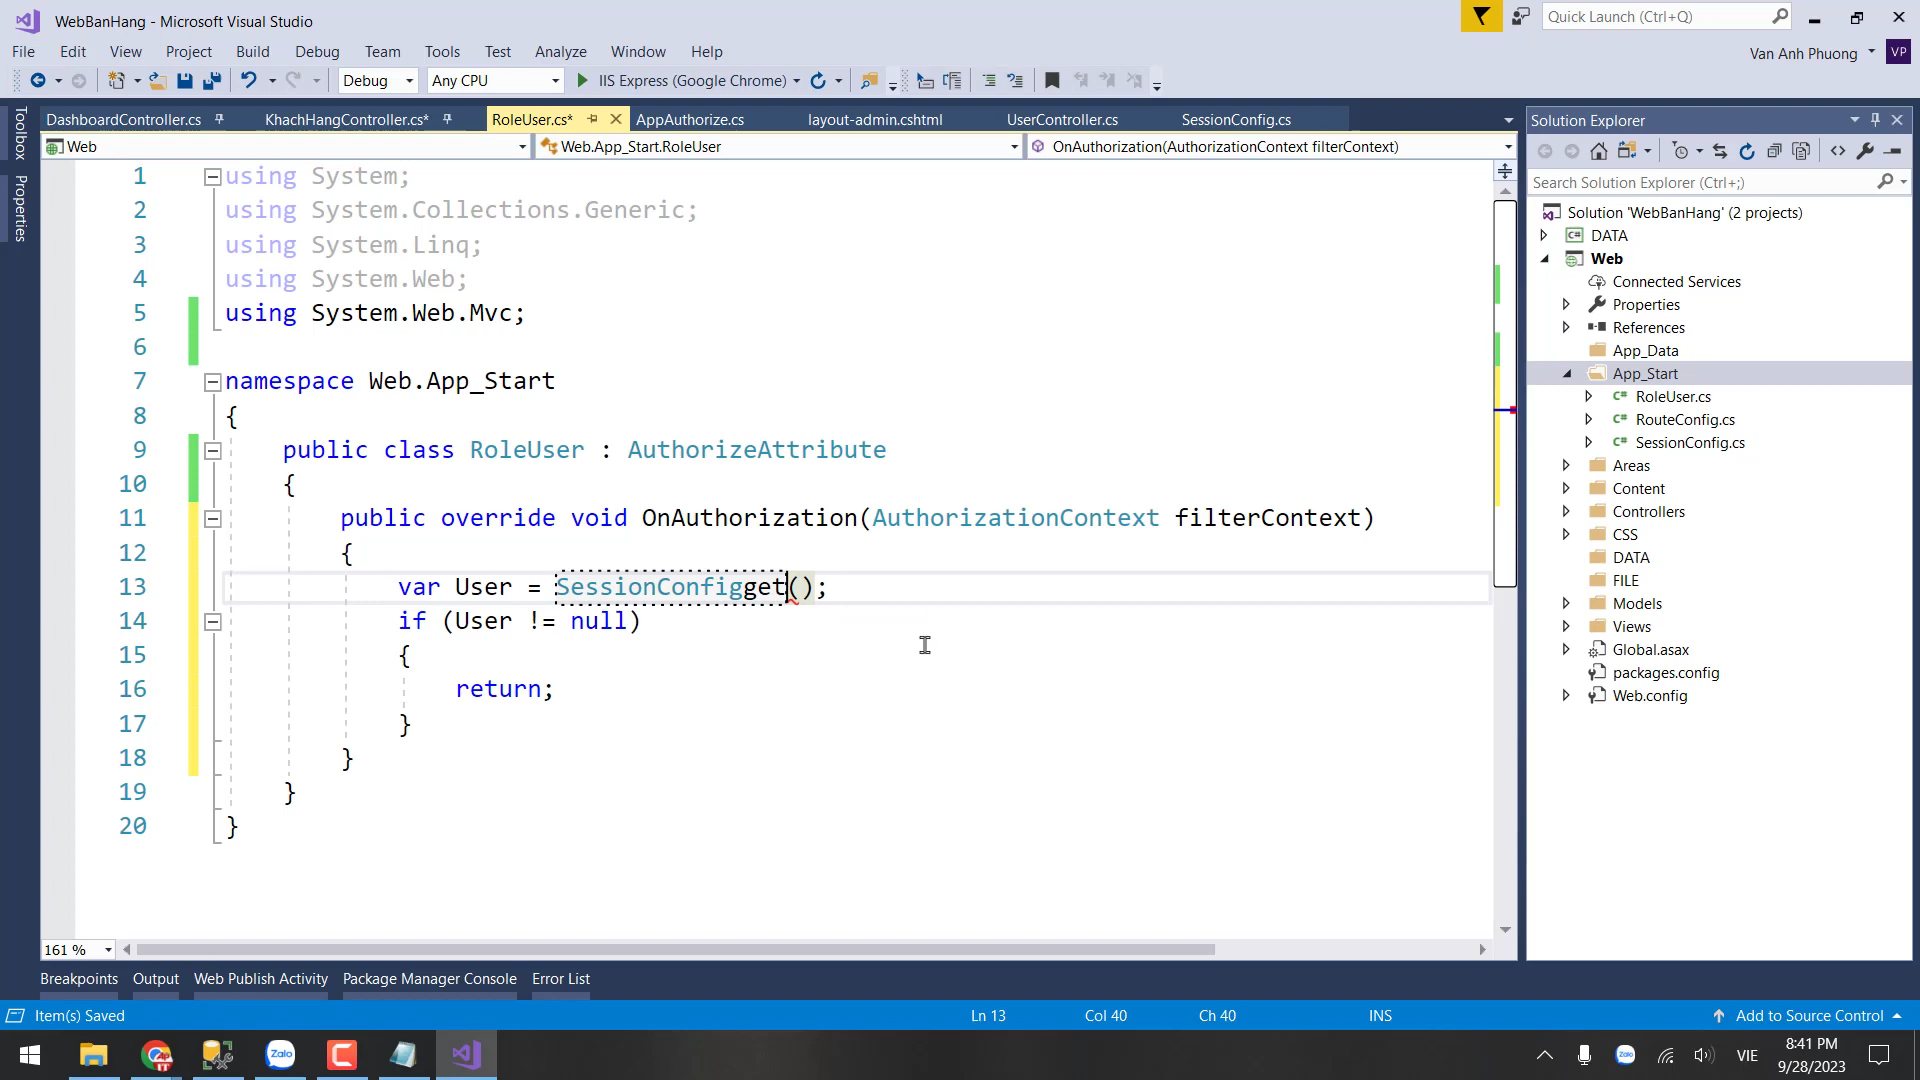 WebBanHang - Microsoft Visual Studio
Quick Launch (Ctrl+Q)
File Edit View Project Build Debug Team Tools Test Analyze Window Help
Van Anh Phuong VP
Debug Any CPU IIS Express (Google Chrome)
Toolbox
Properties
DashboardController.cs KhachHangController.cs* RoleUser.cs* AppAuthorize.cs layout-admin.cshtml UserController.cs SessionConfig.cs
Web Web.App_Start.RoleUser OnAuthorization(AuthorizationContext filterContext)
1 using System;
2 using System.Collections.Generic;
3 using System.Linq;
4 using System.Web;
5 using System.Web.Mvc;
6
7 namespace Web.App_Start
8 {
9 public class RoleUser : AuthorizeAttribute
10 {
11 public override void OnAuthorization(AuthorizationContext filterContext)
12 {
13 var User = SessionConfigget();
14 if (User != null)
15 {
16 return;
17 }
18 }
19 }
20 }
161 %
Solution Explorer
Search Solution Explorer (Ctrl+;)
Solution 'WebBanHang' (2 projects)
C# DATA
Web
Connected Services
Properties
References
App_Data
App_Start
C# RoleUser.cs
C# RouteConfig.cs
C# SessionConfig.cs
Areas
Content
Controllers
CSS
DATA
FILE
Models
Views
Global.asax
packages.config
Web.config
Breakpoints Output Web Publish Activity Package Manager Console Error List
Item(s) Saved Ln 13 Col 40 Ch 40 INS Add to Source Control
Zalo
VIE
8:41 PM
9/28/2023